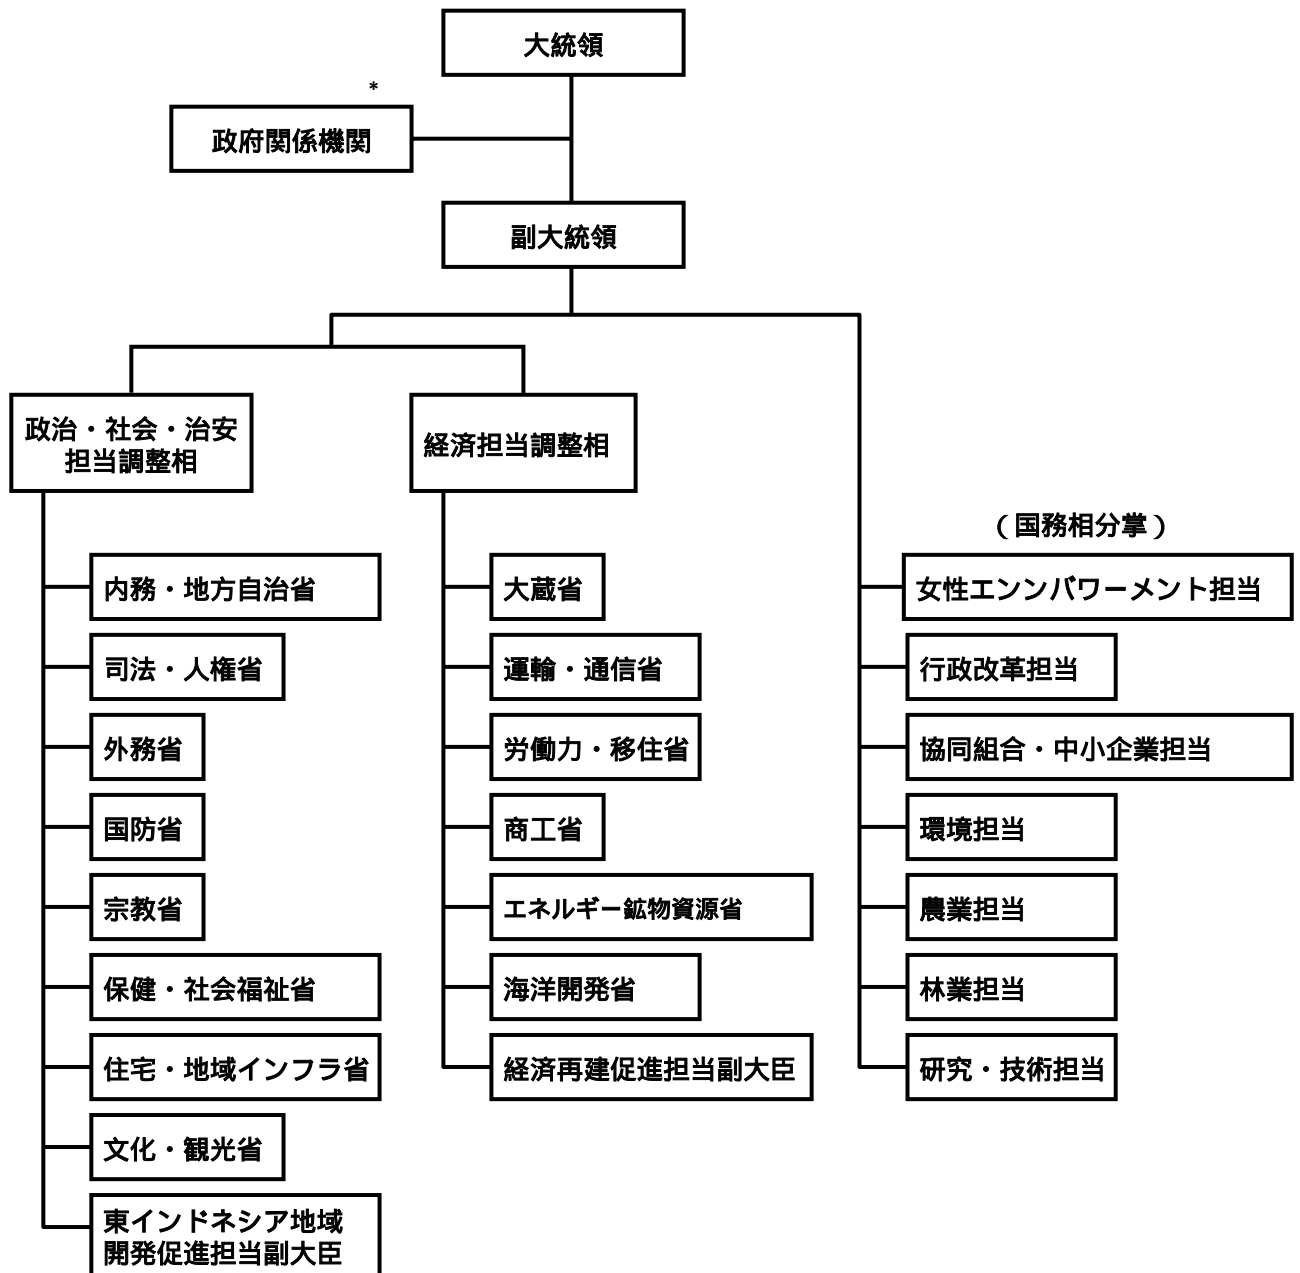 大統領
*
政府関係機関
副大統領
政治・社会・治安
担当調整相
内務・地方自治省
司法・人権省
外務省
国防省
宗教省
保健・社会福祉省
住宅・地域インフラ省
文化・観光省
東インドネシア地域
開発促進担当副大臣
経済担当調整相
大蔵省
運輸・通信省
労働力・移住省
商工省
エネルギー鉱物資源省
海洋開発省
経済再建促進担当副大臣
（国務相分掌）
女性エンンパワーメント担当
行政改革担当
協同組合・中小企業担当
環境担当
農業担当
林業担当
研究・技術担当